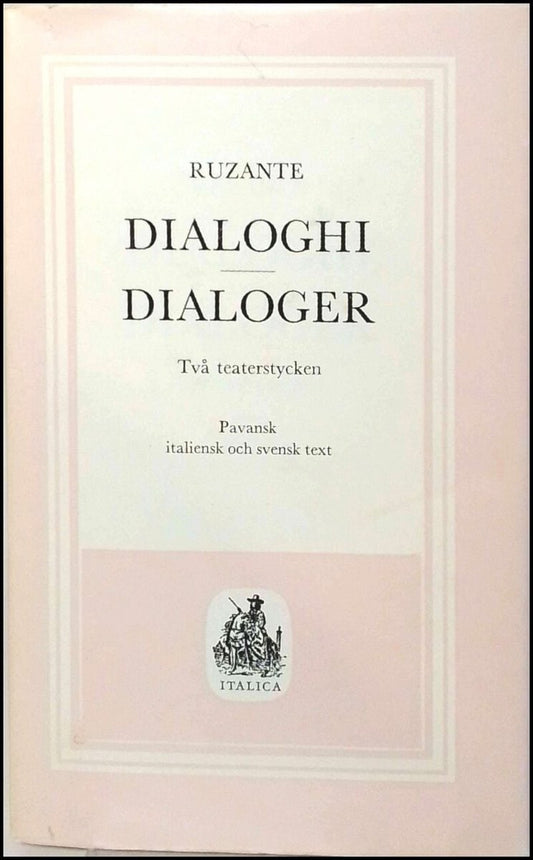 RUZANTE
DIALOGHI
DIALOGER
Två teaterstycken
Pavansk
italiensk och svensk text
ITALICA